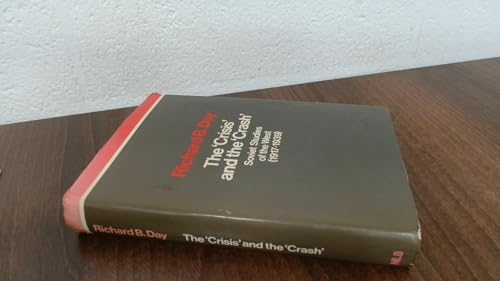 Richard B. Day
The 'Crisis'
and the 'Crash'
Soviet Studies
of the West
(1917-1939)
Richard B. Day The 'Crisis' and the 'Crash' NLB